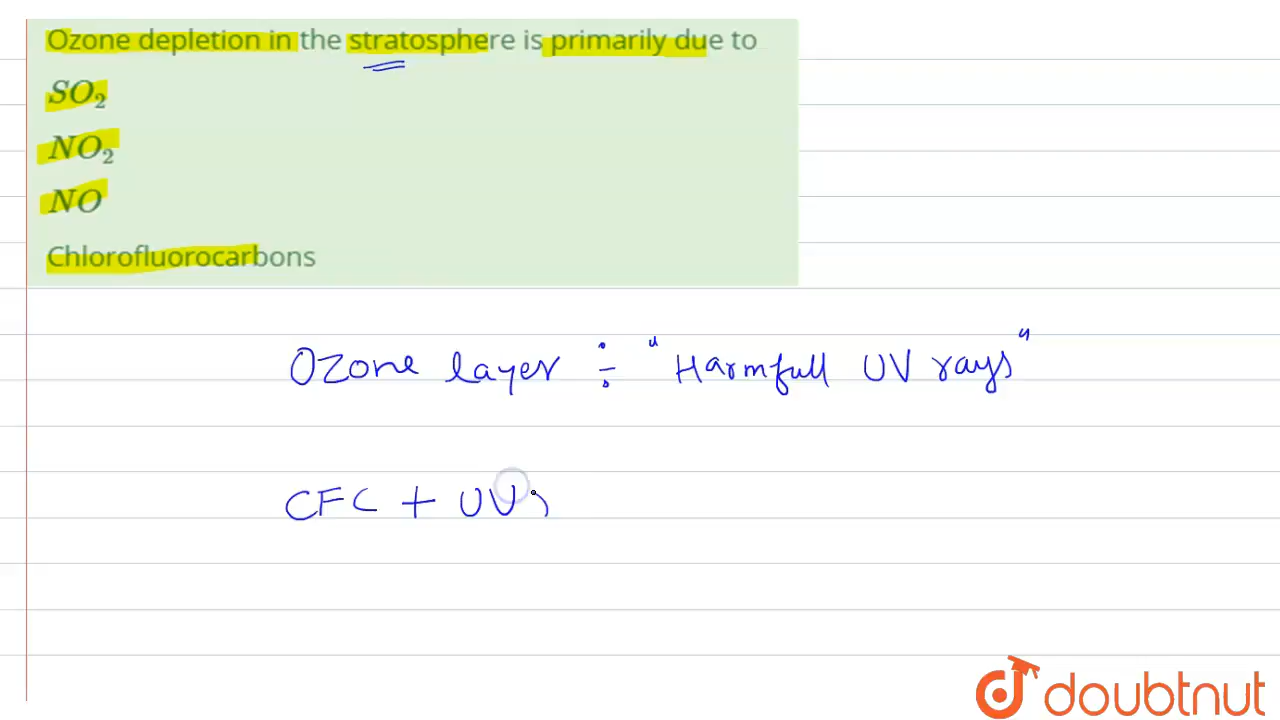 Ozone depletion in the stratosphere is primarily due to
SO₂
NO₂
NO
Chlorofluorocarbons
Ozone layer ÷ "Harmfull UV rays"
CFC + UV
doubtnut